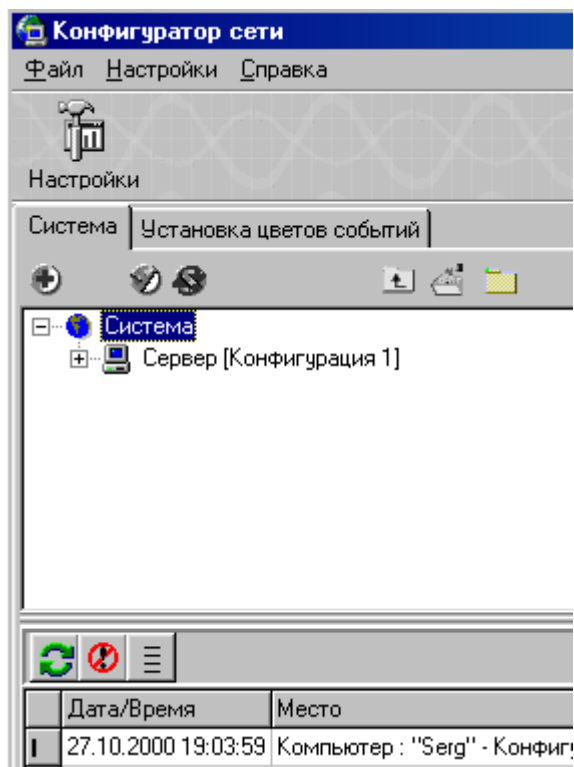 Конфигуратор сети
Файл Настройки Справка
Настройки
Система Установка цветов событий
Система
Сервер [Конфигурация 1]
Дата/Время Место
27.10.2000 19:03:59 Компьютер : "Serg" -